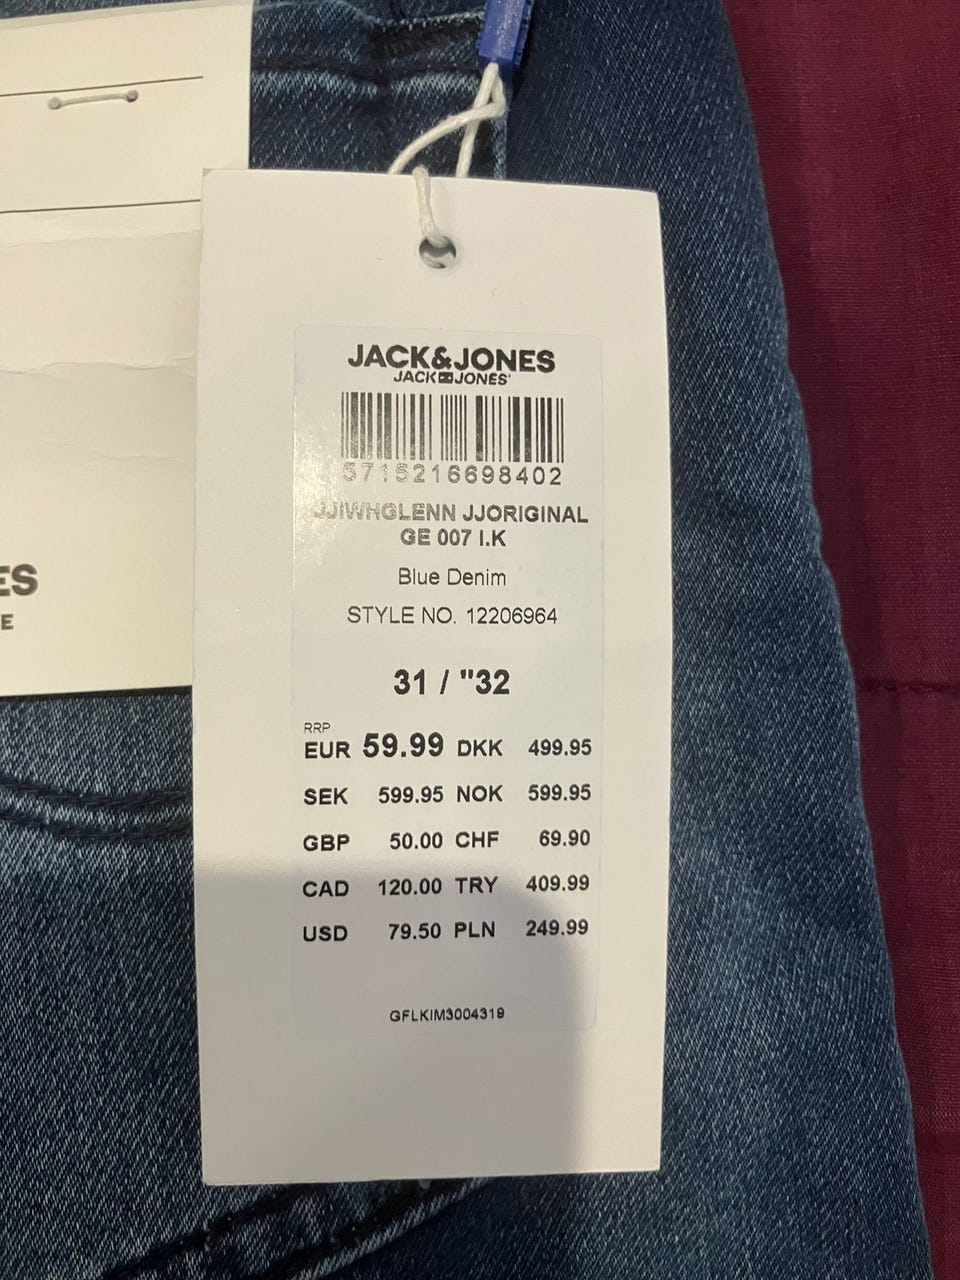 JACK&JONES
JACK JONES
5715216698402
JJIWHGLENN JJORIGINAL
GE 007 I.K
Blue Denim
STYLE NO. 12206964
31 / "32
RRP
EUR 59.99 DKK 499.95
SEK 599.95 NOK 599.95
GBP 50.00 CHF 69.90
CAD 120.00 TRY 409.99
USD 79.50 PLN 249.99
GFLKIM3004319
ES
E